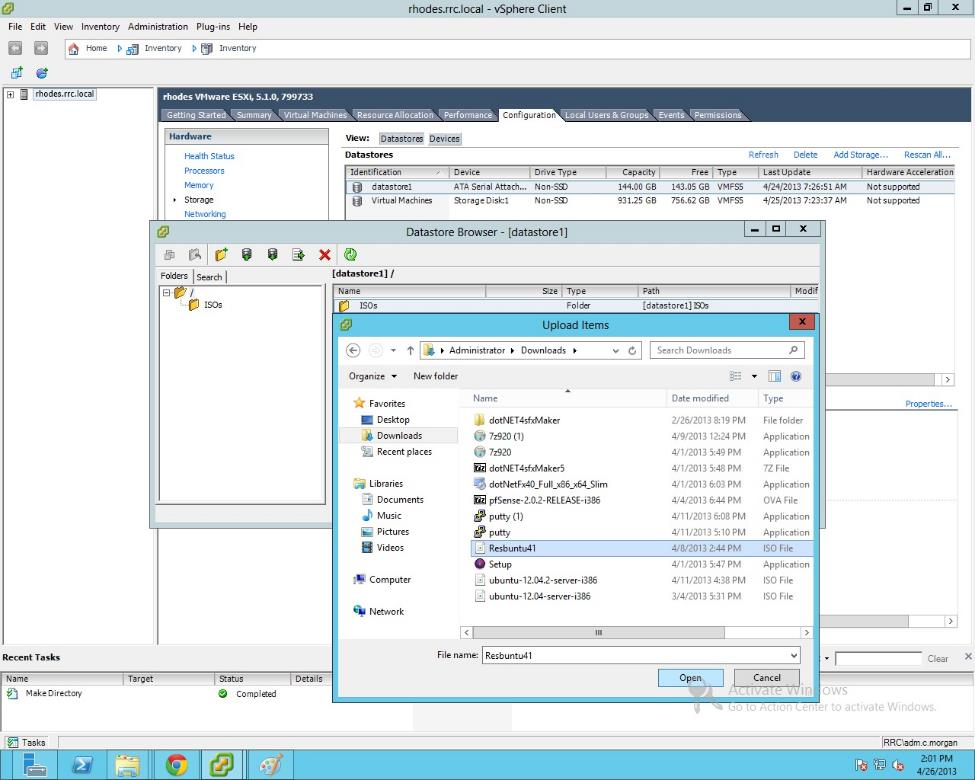 rhodes.rrc.local - vSphere Client
File Edit View Inventory Administration Plug-ins Help
Home Inventory Inventory
rhodes.rrc.local
rhodes VMware ESXi, 5.1.0, 799733
Getting Started Summary Virtual Machines Resource Allocation Performance Configuration Local Users & Groups Events Permissions
Hardware
Health Status
Processors
Memory
Storage
Networking
View: Datastores Devices
Datastores
Refresh Delete Add Storage... Rescan All...
Identification Device Drive Type Capacity Free Type Last Update Hardware Acceleration
datastore1 ATA Serial Attach... Non-SSD 144.00 GB 143.05 GB VMFS5 4/24/2013 7:26:51 AM Not supported
Virtual Machines Storage Disk:1 Non-SSD 931.25 GB 756.62 GB VMFS5 4/25/2013 7:23:37 AM Not supported
Properties...
Datastore Browser - [datastore1]
Folders Search
/
ISOs
[datastore1] /
Name Size Type Path Modif
ISOs Folder [datastore1] ISOs
Upload Items
Administrator Downloads
Search Downloads
Organize New folder
Favorites
Desktop
Downloads
Recent places
Libraries
Documents
Music
Pictures
Videos
Computer
Network
Name Date modified Type
dotNET4sfxMaker 2/26/2013 8:19 PM File folder
7z920 (1) 4/9/2013 12:24 PM Application
7z920 4/1/2013 5:49 PM Application
dotNET4sfxMaker5 4/1/2013 5:48 PM 7Z File
dotNetFx40_Full_x86_x64_Slim 4/1/2013 6:03 PM Application
pfSense-2.0.2-RELEASE-i386 4/4/2013 6:44 PM OVA File
putty (1) 4/11/2013 6:08 PM Application
putty 4/11/2013 5:10 PM Application
Resbuntu41 4/8/2013 2:44 PM ISO File
Setup 4/1/2013 5:47 PM Application
ubuntu-12.04.2-server-i386 4/11/2013 4:38 PM ISO File
ubuntu-12.04-server-i386 3/4/2013 5:31 PM ISO File
File name: Resbuntu41
Open Cancel
Recent Tasks
Clear
Name Target Status Details
Make Directory Completed
Activate Windows
Go to Action Center to activate Windows.
Tasks
RRC\adm.c.morgan
2:01 PM
4/26/2013